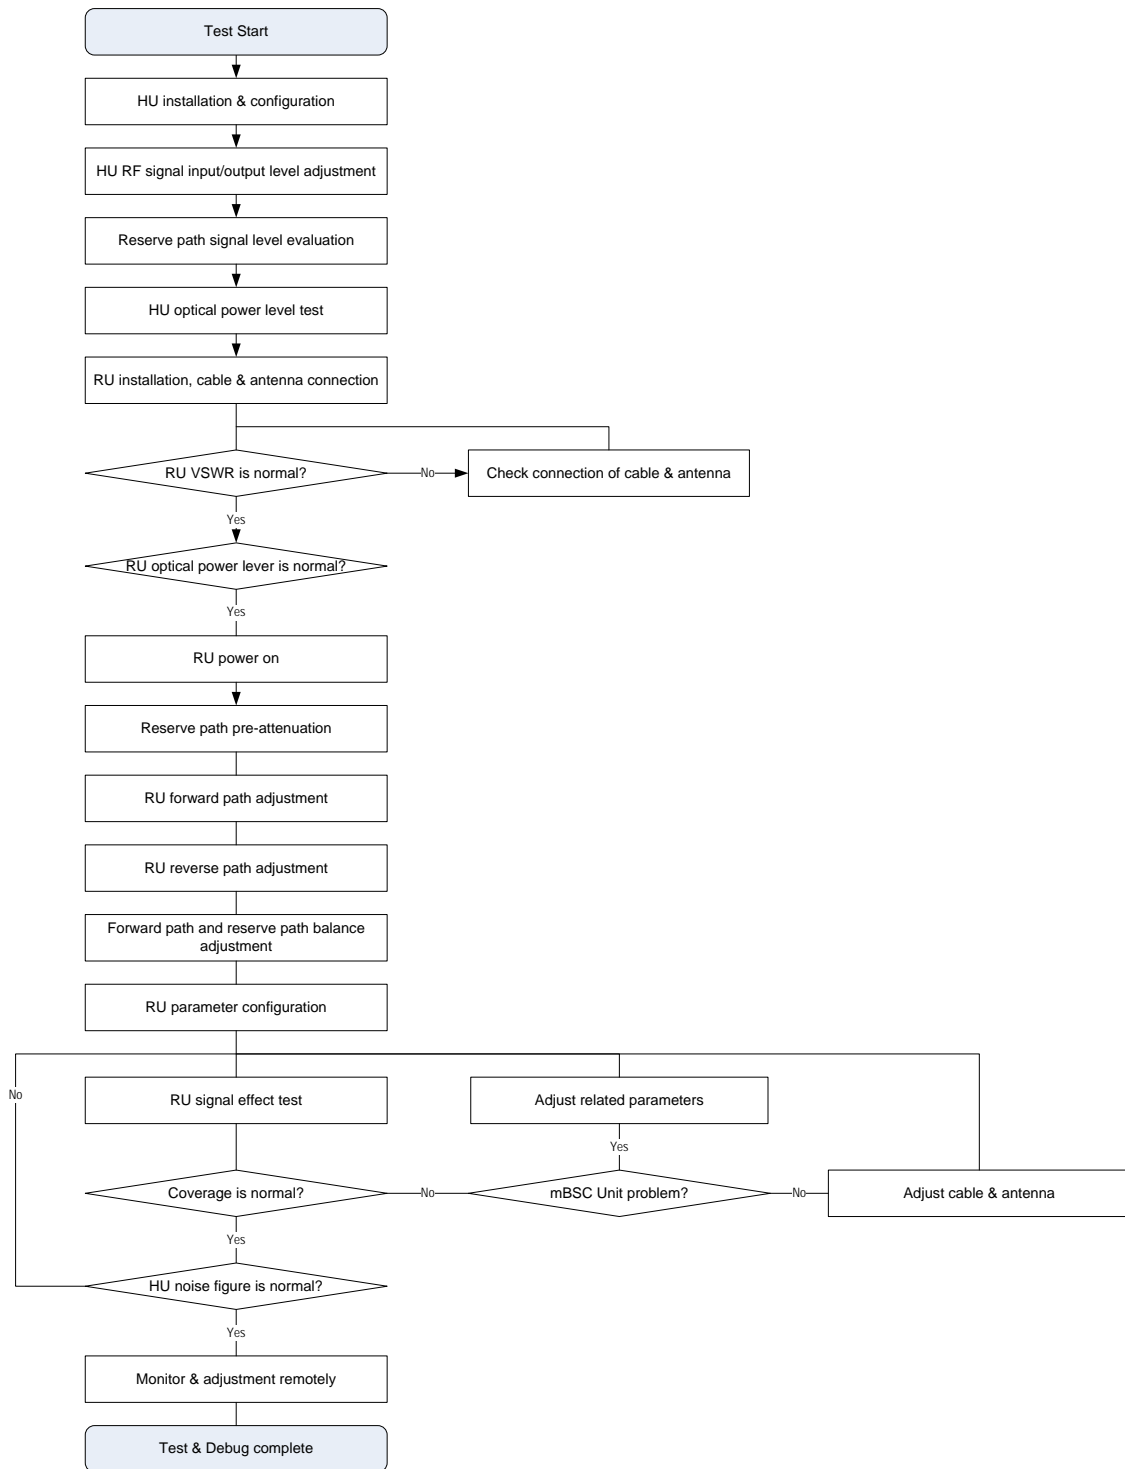 Test Start
HU installation & configuration
HU RF signal input/output level adjustment
Reserve path signal level evaluation
HU optical power level test
RU installation, cable & antenna connection
RU VSWR is normal?
No
Check connection of cable & antenna
Yes
RU optical power lever is normal?
Yes
RU power on
Reserve path pre-attenuation
RU forward path adjustment
RU reverse path adjustment
Forward path and reserve path balance
adjustment
RU parameter configuration
No
RU signal effect test
Adjust related parameters
Yes
Coverage is normal?
No
mBSC Unit problem?
No
Adjust cable & antenna
Yes
HU noise figure is normal?
Yes
Monitor & adjustment remotely
Test & Debug complete